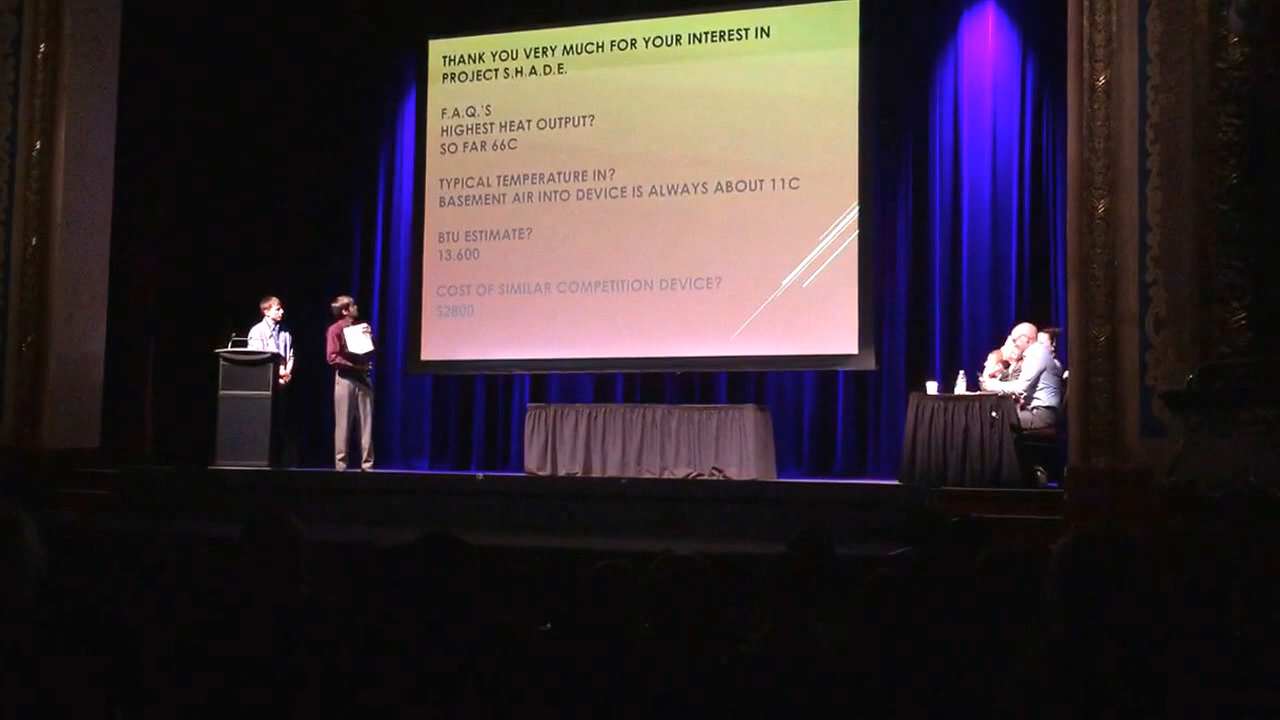 THANK YOU VERY MUCH FOR YOUR INTEREST IN
PROJECT S.H.A.D.E.
F.A.Q.'S
HIGHEST HEAT OUTPUT?
SO FAR 66C
TYPICAL TEMPERATURE IN?
BASEMENT AIR INTO DEVICE IS ALWAYS ABOUT 11C
BTU ESTIMATE?
13,600
COST OF SIMILAR COMPETITION DEVICE?
$2800